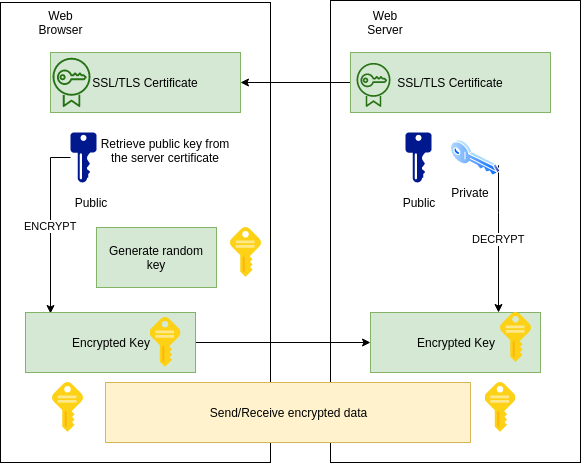 Web
Browser
Web
Server
SSL/TLS Certificate
SSL/TLS Certificate
Retrieve public key from
the server certificate
Public
Public
Private
ENCRYPT
DECRYPT
Generate random
key
Encrypted Key
Encrypted Key
Send/Receive encrypted data